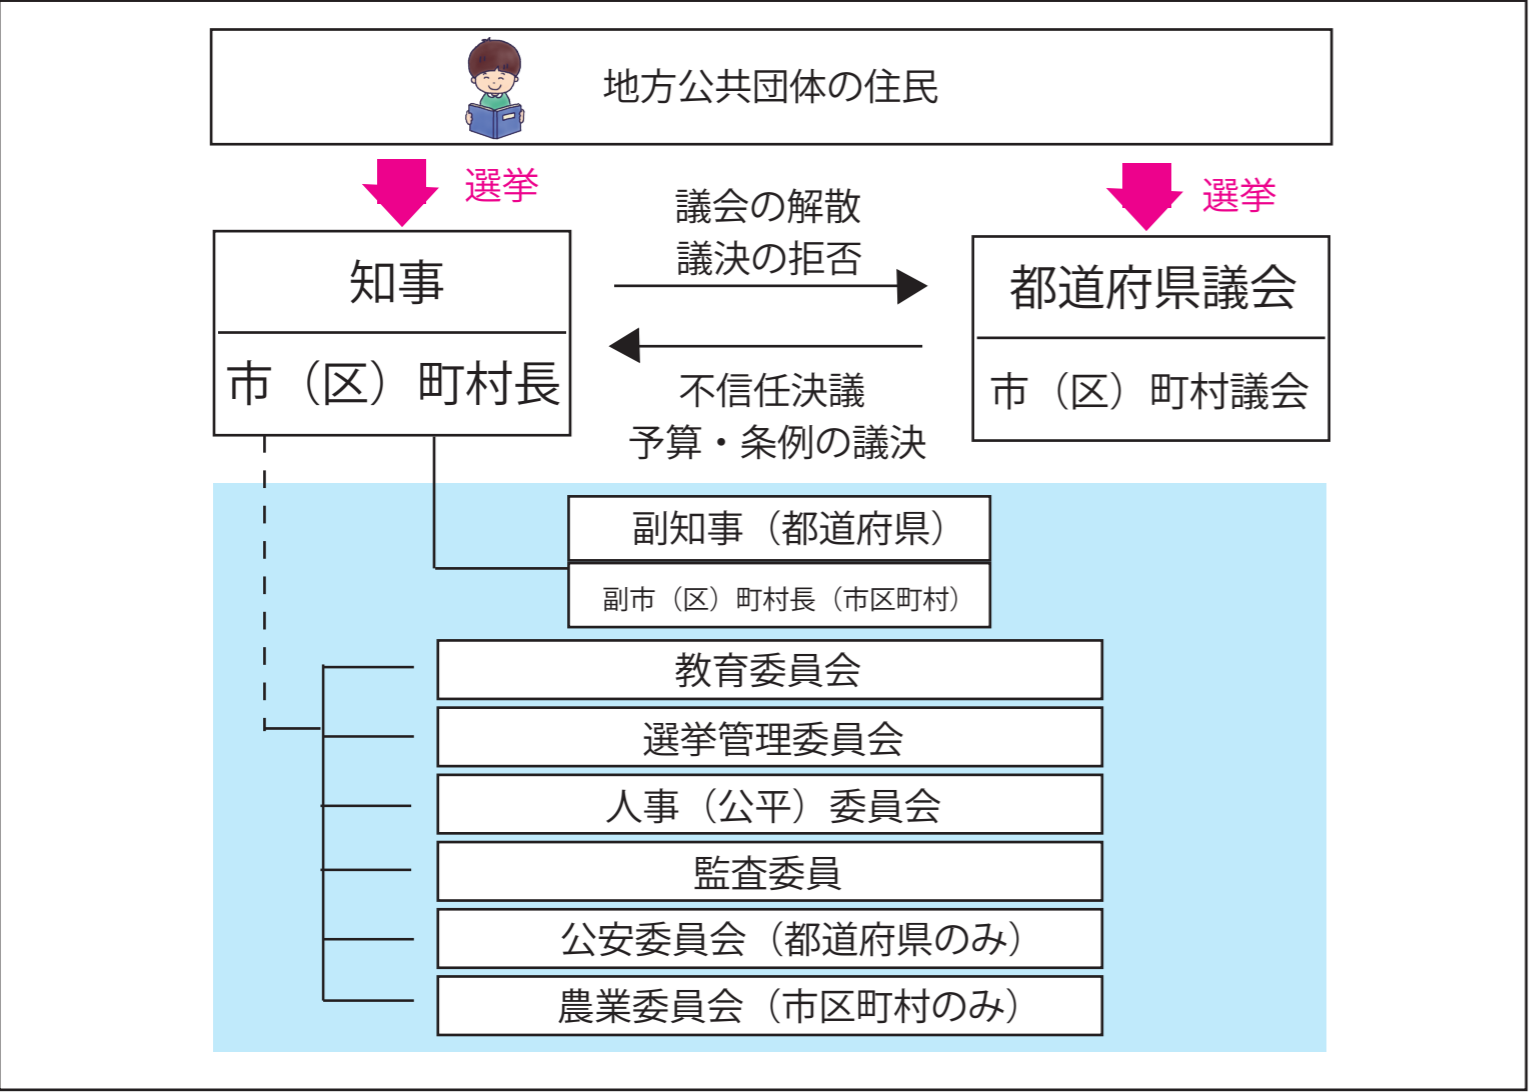 地方公共団体の住民
選挙
選挙
議会の解散
議決の拒否
知事
市（区）町村長
都道府県議会
市（区）町村議会
不信任決議
予算・条例の議決
副知事（都道府県）
副市（区）町村長（市区町村）
教育委員会
選挙管理委員会
人事（公平）委員会
監査委員
公安委員会（都道府県のみ）
農業委員会（市区町村のみ）